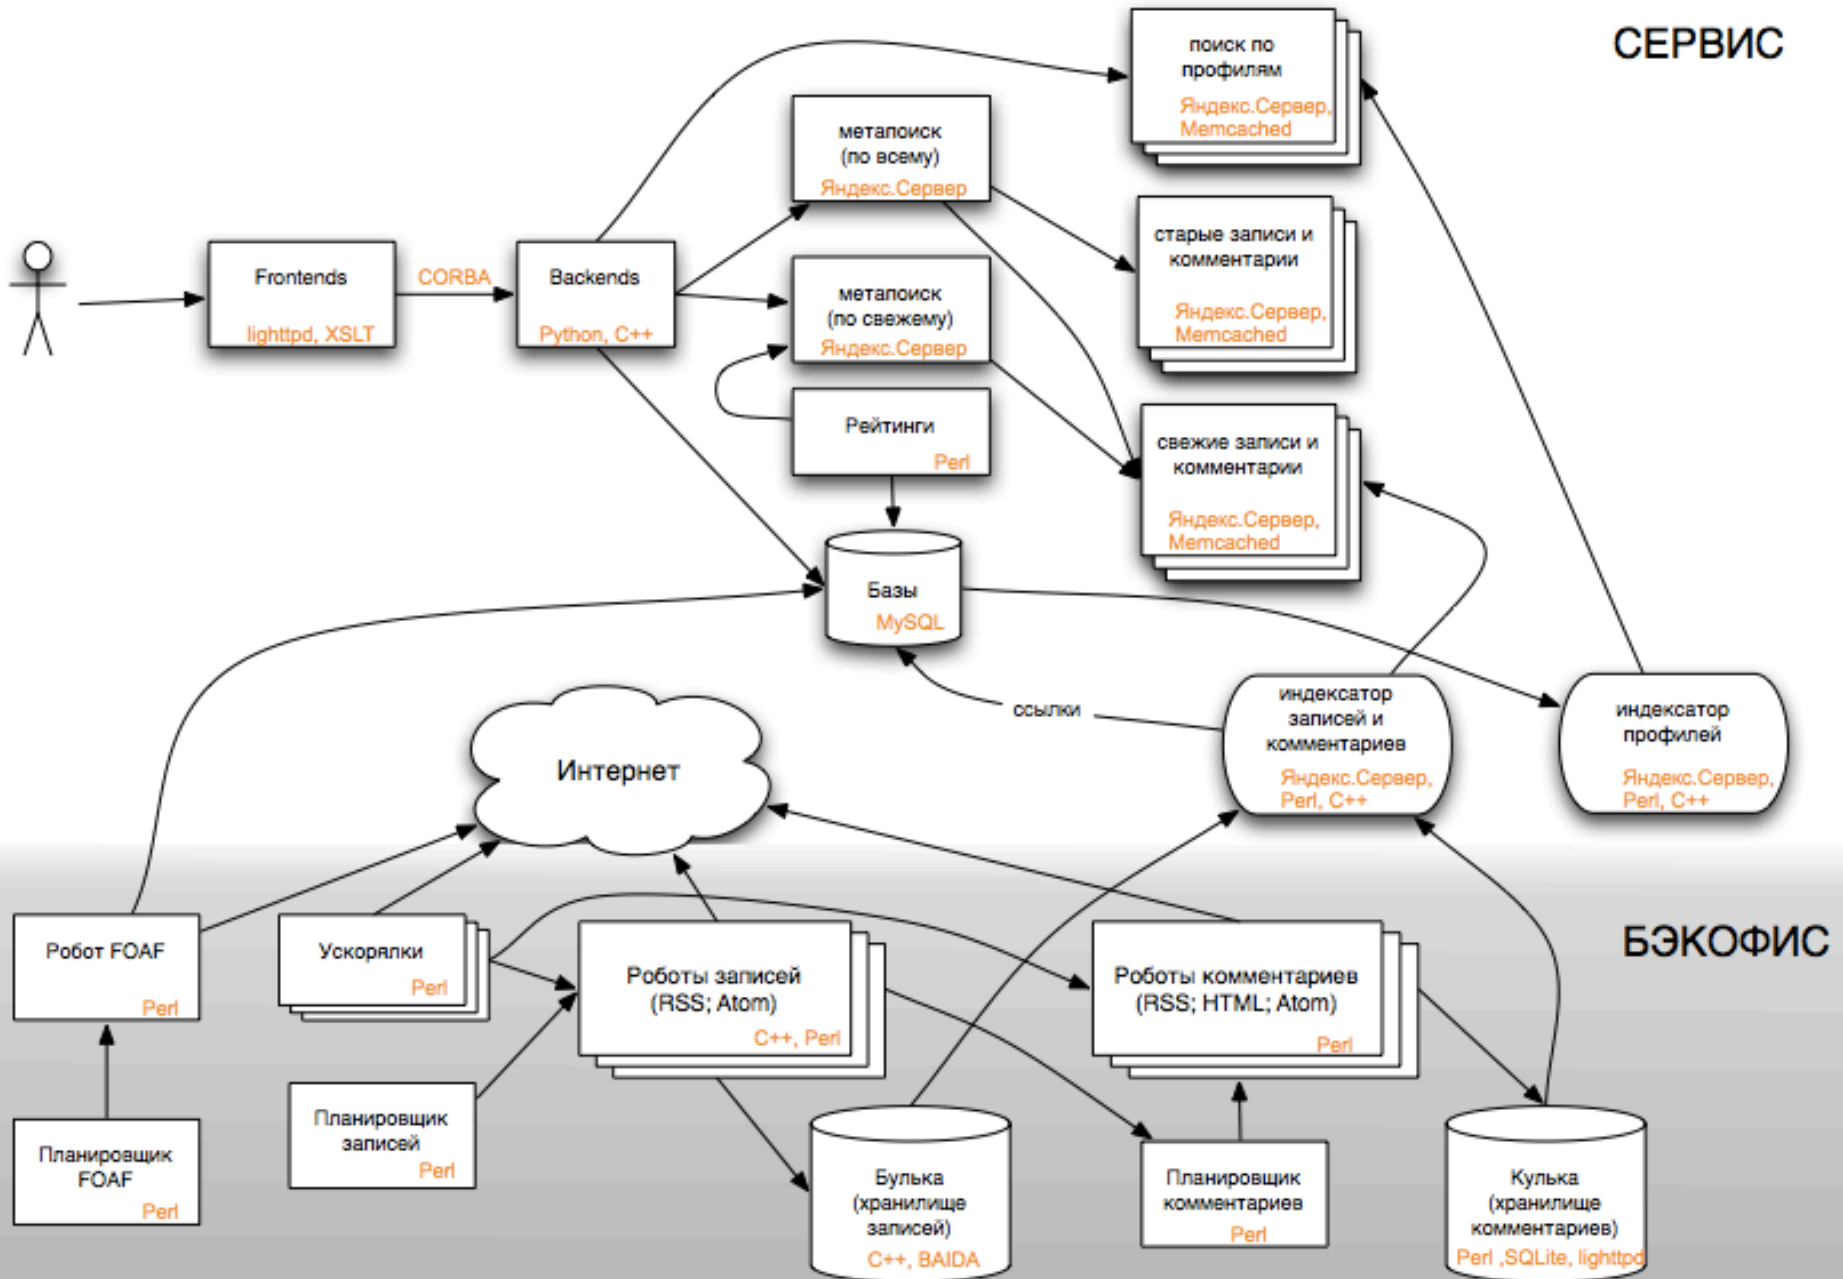 СЕРВИС
поиск по
профилям
Яндекс.Сервер,
Memcached
метапоиск
(по всему)
Яндекс.Сервер
старые записи и
комментарии
Яндекс.Сервер,
Memcached
Frontends
lighttpd, XSLT
CORBA
Backends
Python, C++
метапоиск
(по свежему)
Яндекс.Сервер
Рейтинги
Perl
свежие записи и
комментарии
Яндекс.Сервер,
Memcached
Базы
MySQL
ссылки
индексатор
записей и
комментариев
Яндекс.Сервер,
Perl, C++
индексатор
профилей
Яндекс.Сервер,
Perl, C++
Интернет
БЭКОФИС
Робот FOAF
Perl
Ускорялки
Perl
Роботы записей
(RSS; Atom)
C++, Perl
Роботы комментариев
(RSS; HTML; Atom)
Perl
Планировщик
FOAF
Perl
Планировщик
записей
Perl
Булька
(хранилище
записей)
C++, BAIDA
Планировщик
комментариев
Perl
Кулька
(хранилище
комментариев)
Perl ,SQLite, lighttpd